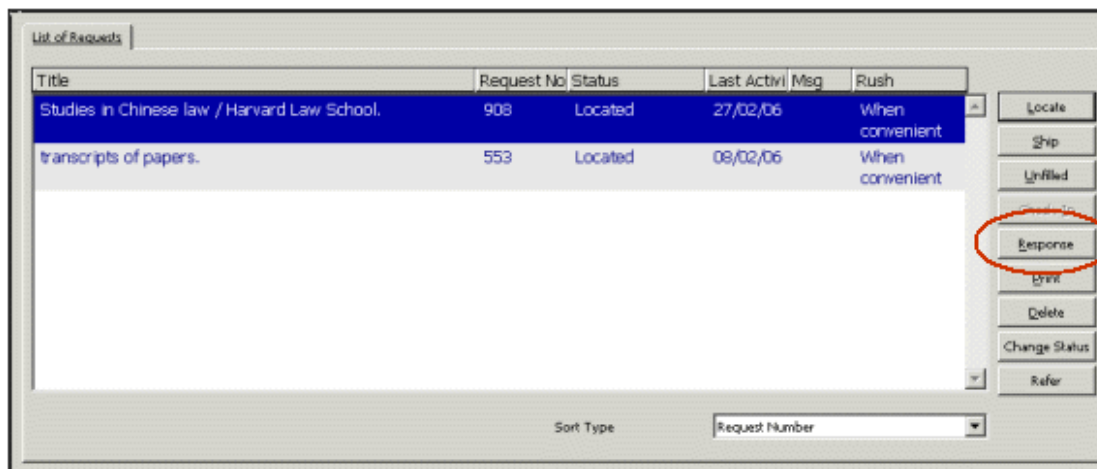 List of Requests
Title Request No Status Last Activi Msg Rush
Studies in Chinese law / Harvard Law School. 908 Located 27/02/06 When
convenient
transcripts of papers. 553 Located 08/02/06 When
convenient
Locate
Ship
Unfilled
Check-In
Response
Print
Delete
Change Status
Refer
Sort Type Request Number